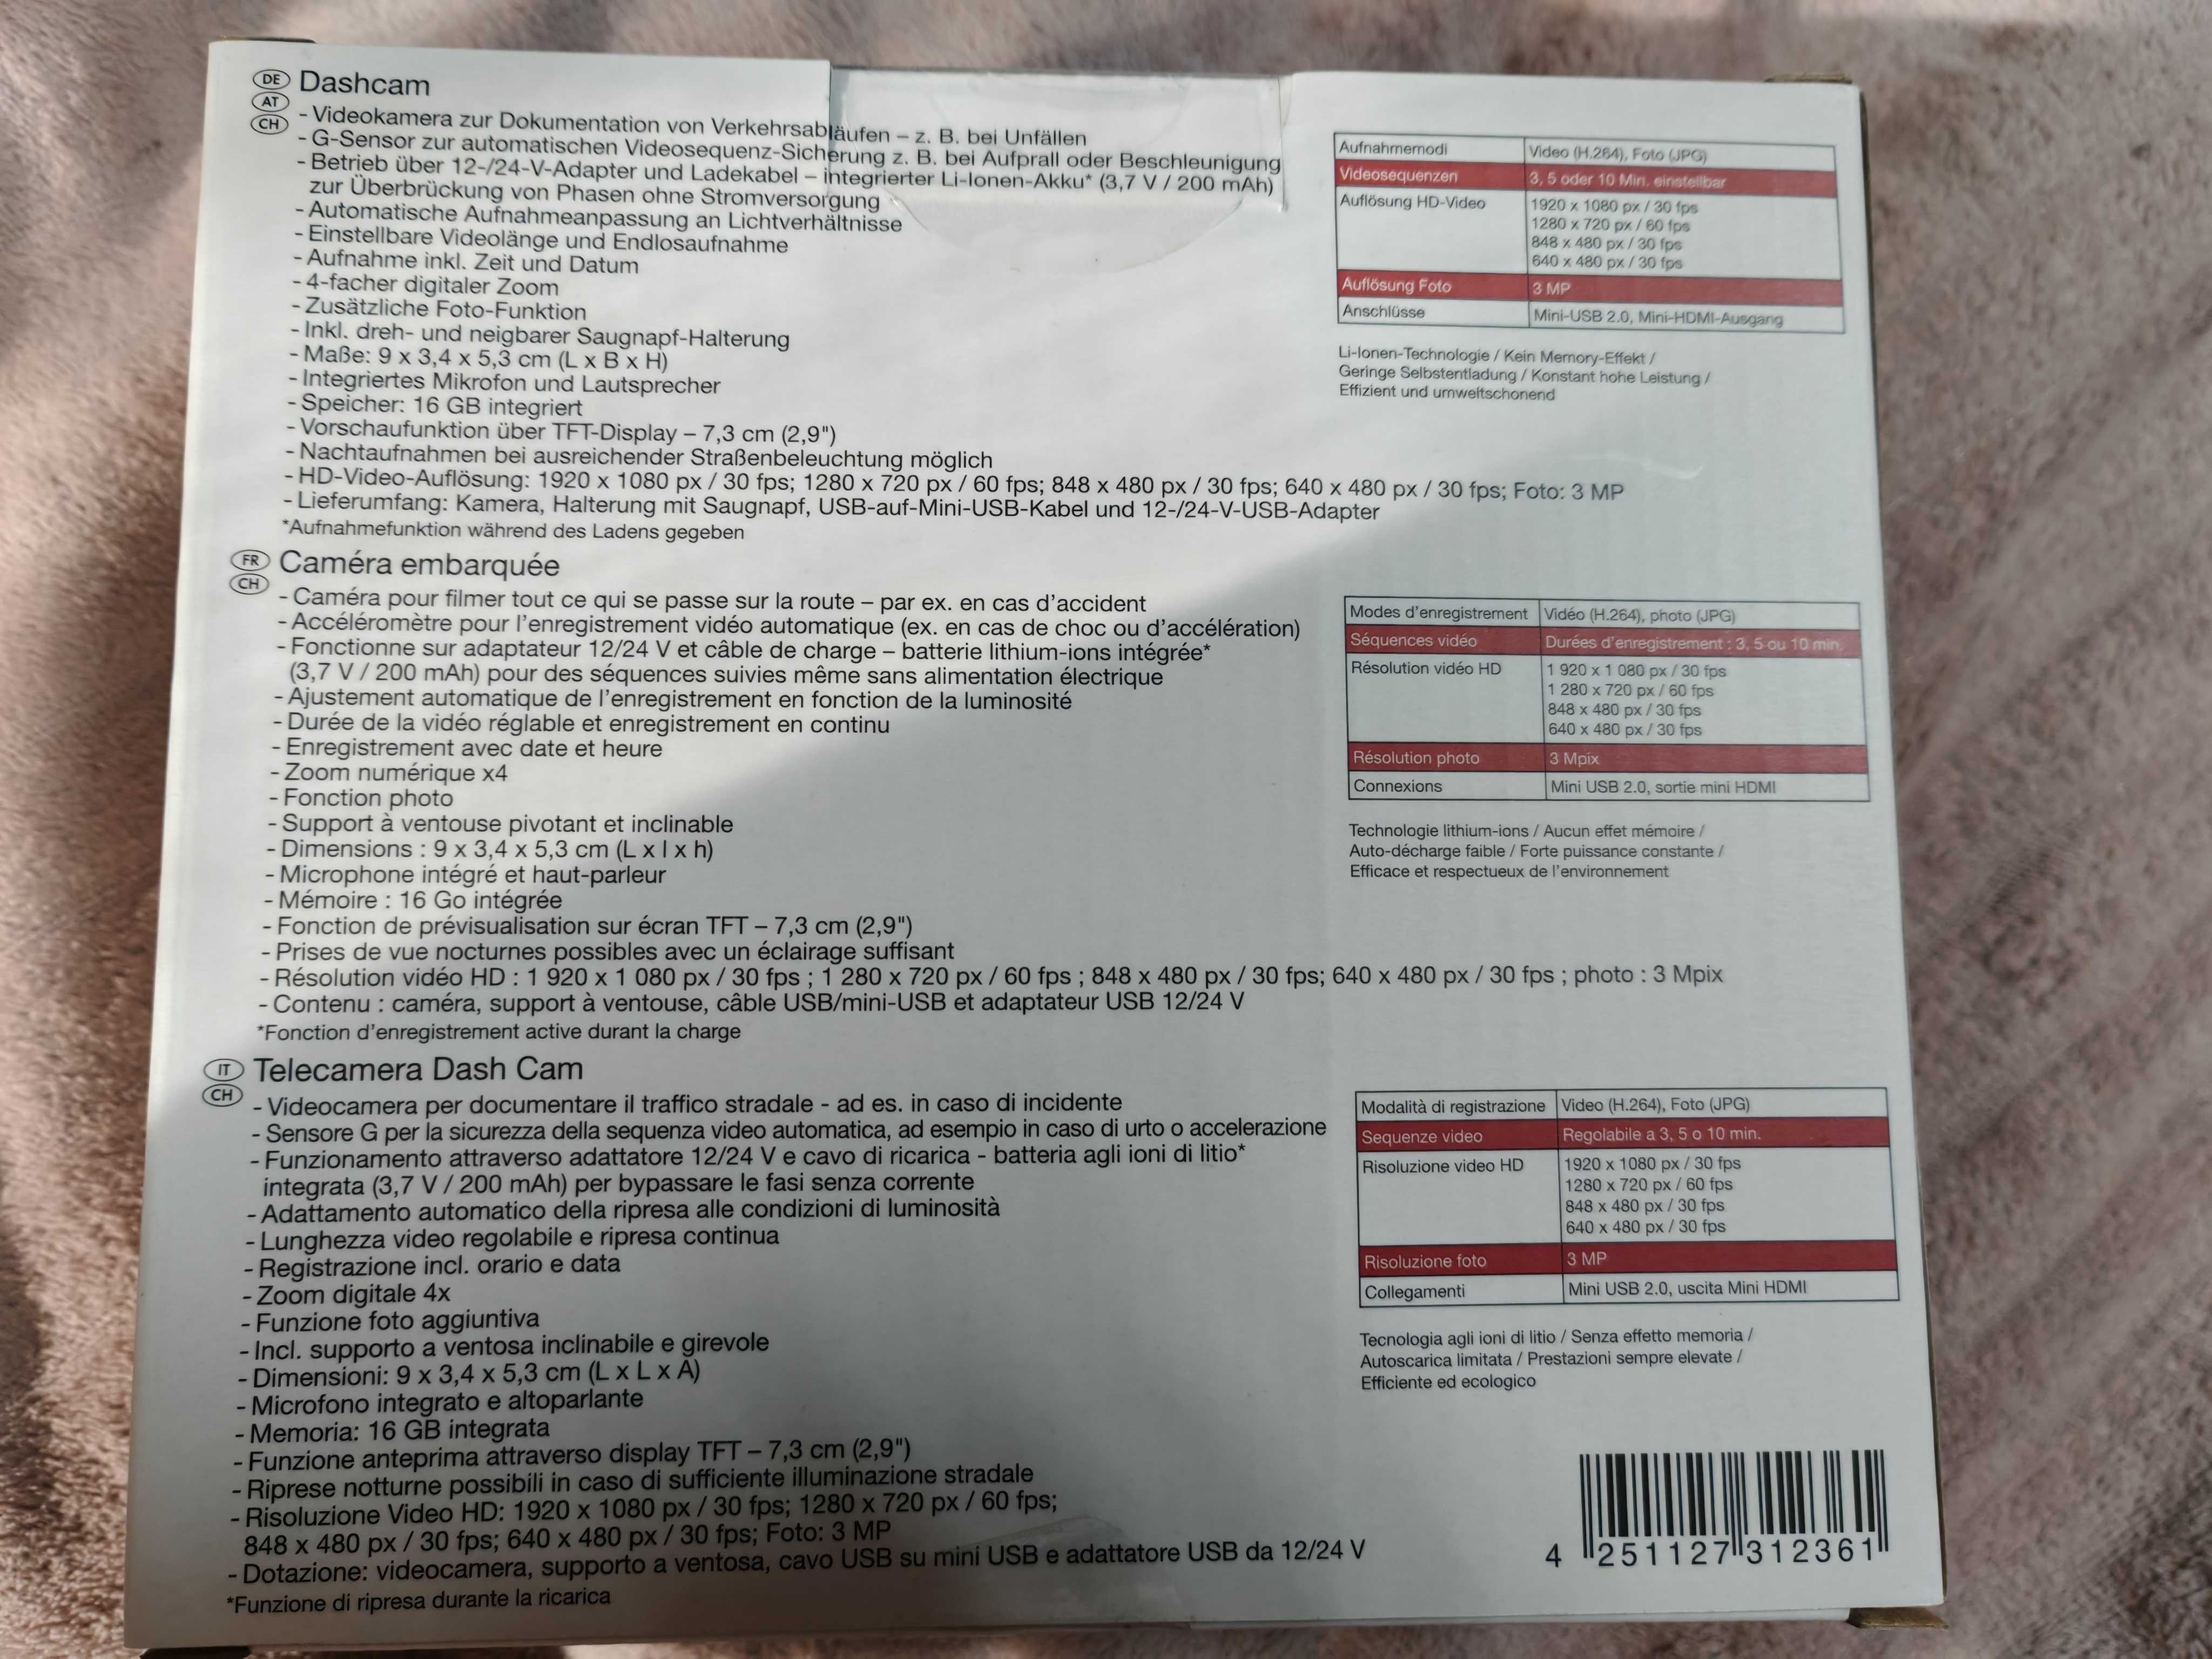 DE AT CH Dashcam
- Videokamera zur Dokumentation von Verkehrsabläufen – z. B. bei Unfällen
- G-Sensor zur automatischen Videosequenz-Sicherung z. B. bei Aufprall oder Beschleunigung
- Betrieb über 12-/24-V-Adapter und Ladekabel – integrierter Li-Ionen-Akku* (3,7 V / 200 mAh)
zur Überbrückung von Phasen ohne Stromversorgung
- Automatische Aufnahmeanpassung an Lichtverhältnisse
- Einstellbare Videolänge und Endlosaufnahme
- Aufnahme inkl. Zeit und Datum
- 4-facher digitaler Zoom
- Zusätzliche Foto-Funktion
- Inkl. dreh- und neigbarer Saugnapf-Halterung
- Maße: 9 x 3,4 x 5,3 cm (L x B x H)
- Integriertes Mikrofon und Lautsprecher
- Speicher: 16 GB integriert
- Vorschaufunktion über TFT-Display – 7,3 cm (2,9")
- Nachtaufnahmen bei ausreichender Straßenbeleuchtung möglich
- HD-Video-Auflösung: 1920 x 1080 px / 30 fps; 1280 x 720 px / 60 fps; 848 x 480 px / 30 fps; 640 x 480 px / 30 fps; Foto: 3 MP
- Lieferumfang: Kamera, Halterung mit Saugnapf, USB-auf-Mini-USB-Kabel und 12-/24-V-USB-Adapter
*Aufnahmefunktion während des Ladens gegeben
Aufnahmemodi Video (H.264), Foto (JPG)
Videosequenzen 3, 5 oder 10 Min. einstellbar
Auflösung HD-Video 1920 x 1080 px / 30 fps
1280 x 720 px / 60 fps
848 x 480 px / 30 fps
640 x 480 px / 30 fps
Auflösung Foto 3 MP
Anschlüsse Mini-USB 2.0, Mini-HDMI-Ausgang
Li-Ionen-Technologie / Kein Memory-Effekt /
Geringe Selbstentladung / Konstant hohe Leistung /
Effizient und umweltschonend
FR CH Caméra embarquée
- Caméra pour filmer tout ce qui se passe sur la route – par ex. en cas d'accident
- Accéléromètre pour l'enregistrement vidéo automatique (ex. en cas de choc ou d'accélération)
- Fonctionne sur adaptateur 12/24 V et câble de charge – batterie lithium-ions intégrée*
(3,7 V / 200 mAh) pour des séquences suivies même sans alimentation électrique
- Ajustement automatique de l'enregistrement en fonction de la luminosité
- Durée de la vidéo réglable et enregistrement en continu
- Enregistrement avec date et heure
- Zoom numérique x4
- Fonction photo
- Support à ventouse pivotant et inclinable
- Dimensions : 9 x 3,4 x 5,3 cm (L x l x h)
- Microphone intégré et haut-parleur
- Mémoire : 16 Go intégrée
- Fonction de prévisualisation sur écran TFT – 7,3 cm (2,9")
- Prises de vue nocturnes possibles avec un éclairage suffisant
- Résolution vidéo HD : 1 920 x 1 080 px / 30 fps ; 1 280 x 720 px / 60 fps ; 848 x 480 px / 30 fps; 640 x 480 px / 30 fps ; photo : 3 Mpix
- Contenu : caméra, support à ventouse, câble USB/mini-USB et adaptateur USB 12/24 V
*Fonction d'enregistrement active durant la charge
Modes d'enregistrement Vidéo (H.264), photo (JPG)
Séquences vidéo Durées d'enregistrement : 3, 5 ou 10 min.
Résolution vidéo HD 1 920 x 1 080 px / 30 fps
1 280 x 720 px / 60 fps
848 x 480 px / 30 fps
640 x 480 px / 30 fps
Résolution photo 3 Mpix
Connexions Mini USB 2.0, sortie mini HDMI
Technologie lithium-ions / Aucun effet mémoire /
Auto-décharge faible / Forte puissance constante /
Efficace et respectueux de l'environnement
IT CH Telecamera Dash Cam
- Videocamera per documentare il traffico stradale - ad es. in caso di incidente
- Sensore G per la sicurezza della sequenza video automatica, ad esempio in caso di urto o accelerazione
- Funzionamento attraverso adattatore 12/24 V e cavo di ricarica - batteria agli ioni di litio*
integrata (3,7 V / 200 mAh) per bypassare le fasi senza corrente
- Adattamento automatico della ripresa alle condizioni di luminosità
- Lunghezza video regolabile e ripresa continua
- Registrazione incl. orario e data
- Zoom digitale 4x
- Funzione foto aggiuntiva
- Incl. supporto a ventosa inclinabile e girevole
- Dimensioni: 9 x 3,4 x 5,3 cm (L x L x A)
- Microfono integrato e altoparlante
- Memoria: 16 GB integrata
- Funzione anteprima attraverso display TFT – 7,3 cm (2,9")
- Riprese notturne possibili in caso di sufficiente illuminazione stradale
- Risoluzione Video HD: 1920 x 1080 px / 30 fps; 1280 x 720 px / 60 fps;
848 x 480 px / 30 fps; 640 x 480 px / 30 fps; Foto: 3 MP
- Dotazione: videocamera, supporto a ventosa, cavo USB su mini USB e adattatore USB da 12/24 V
*Funzione di ripresa durante la ricarica
Modalità di registrazione Video (H.264), Foto (JPG)
Sequenze video Regolabile a 3, 5 o 10 min.
Risoluzione video HD 1920 x 1080 px / 30 fps
1280 x 720 px / 60 fps
848 x 480 px / 30 fps
640 x 480 px / 30 fps
Risoluzione foto 3 MP
Collegamenti Mini USB 2.0, uscita Mini HDMI
Tecnologia agli ioni di litio / Senza effetto memoria /
Autoscarica limitata / Prestazioni sempre elevate /
Efficiente ed ecologico
4 251127 312361